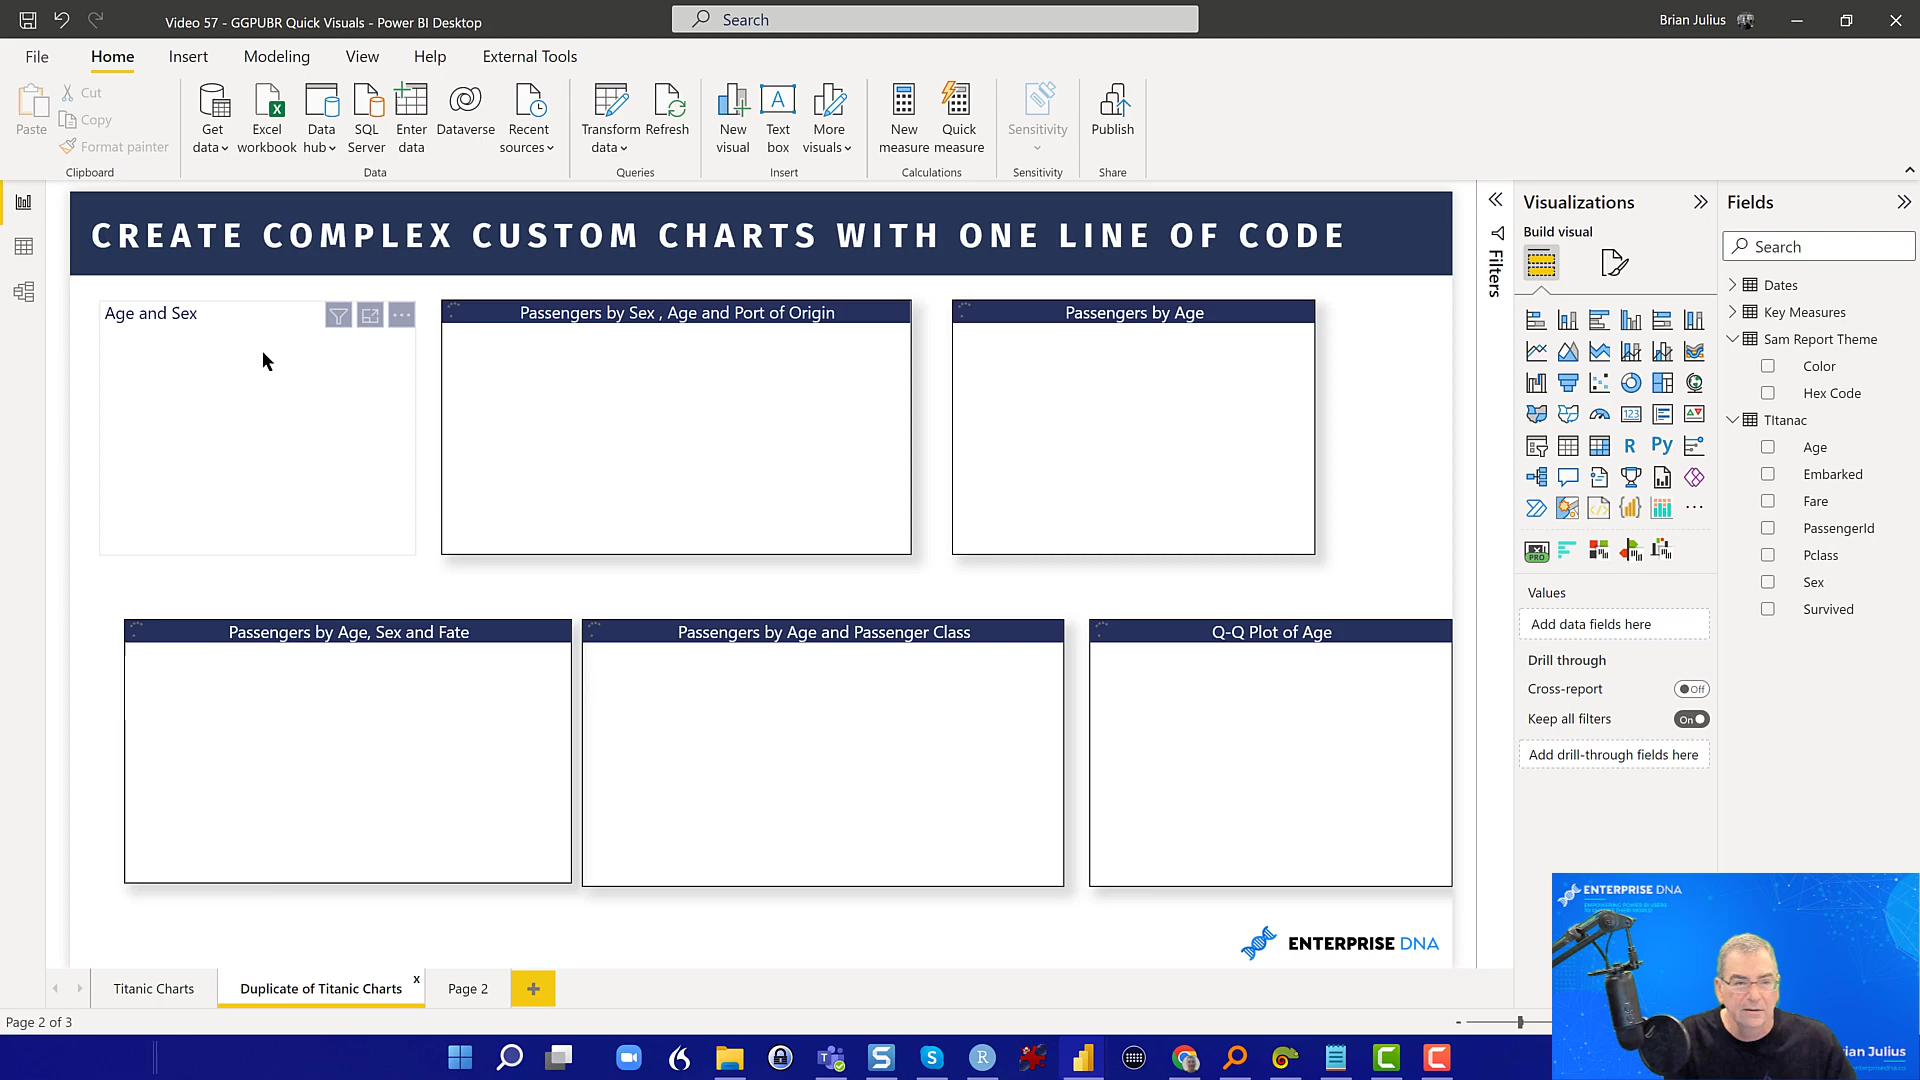 Video 57 - GGPUBR Quick Visuals - Power BI Desktop
Search
Brian Julius
File
Home
Insert
Modeling
View
Help
External Tools
Paste
Cut
Copy
Format painter
Clipboard
Get data
Excel workbook
Data hub
SQL Server
Enter data
Dataverse
Recent sources
Data
Transform data
Refresh
Queries
New visual
Text box
More visuals
Insert
New measure
Quick measure
Calculations
Sensitivity
Sensitivity
Publish
Share
CREATE COMPLEX CUSTOM CHARTS WITH ONE LINE OF CODE
Age and Sex
Passengers by Sex , Age and Port of Origin
Passengers by Age
Passengers by Age, Sex and Fate
Passengers by Age and Passenger Class
Q-Q Plot of Age
ENTERPRISE DNA
Filters
Visualizations
Build visual
R
Py
123
PRO
Values
Add data fields here
Drill through
Cross-report
Off
Keep all filters
On
Add drill-through fields here
Fields
Search
Dates
Key Measures
Sam Report Theme
Color
Hex Code
TItanac
Age
Embarked
Fare
PassengerId
Pclass
Sex
Survived
Titanic Charts
Duplicate of Titanic Charts
x
Page 2
+
Page 2 of 3
ENTERPRISE DNA
EMPOWERING POWER BI USERS
rian Julius